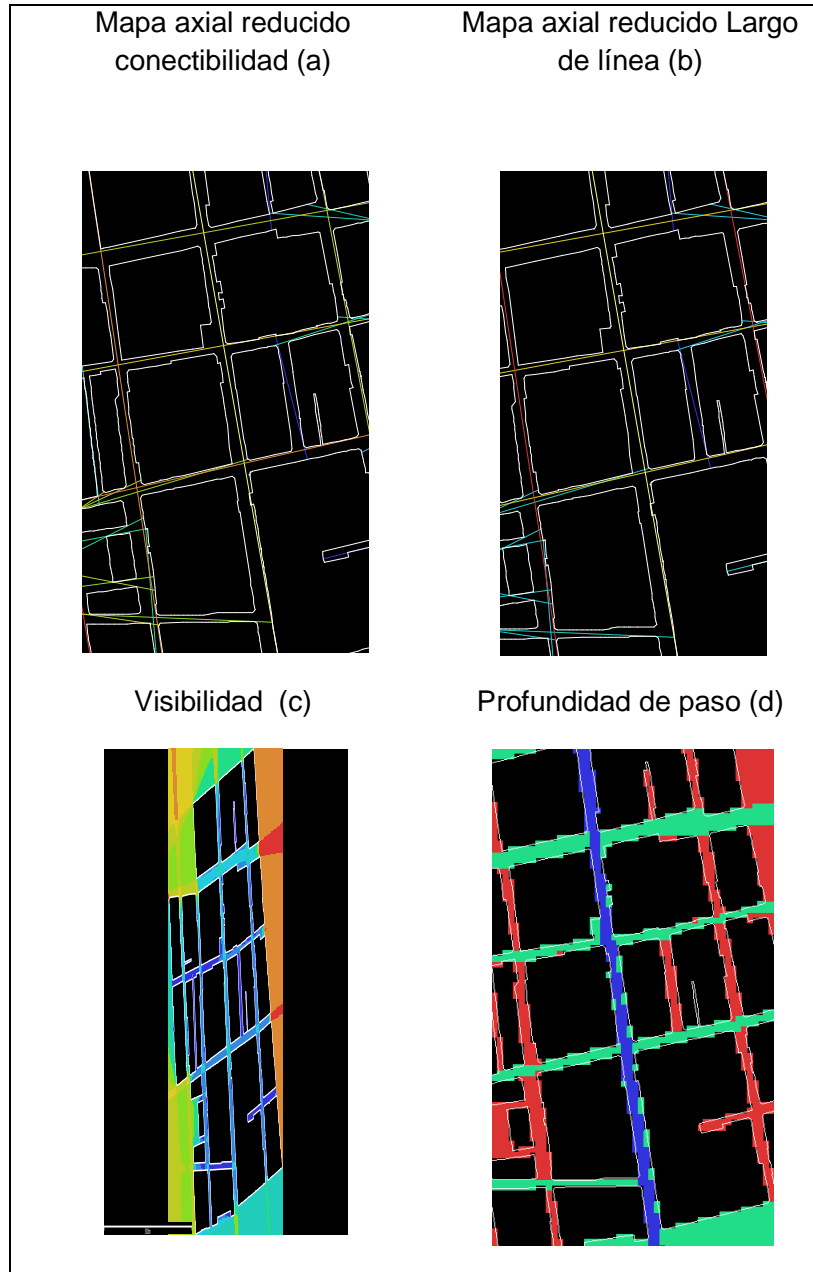 Mapa axial reducido
conectibilidad (a)
Mapa axial reducido Largo
de línea (b)
Visibilidad (c)
Profundidad de paso (d)